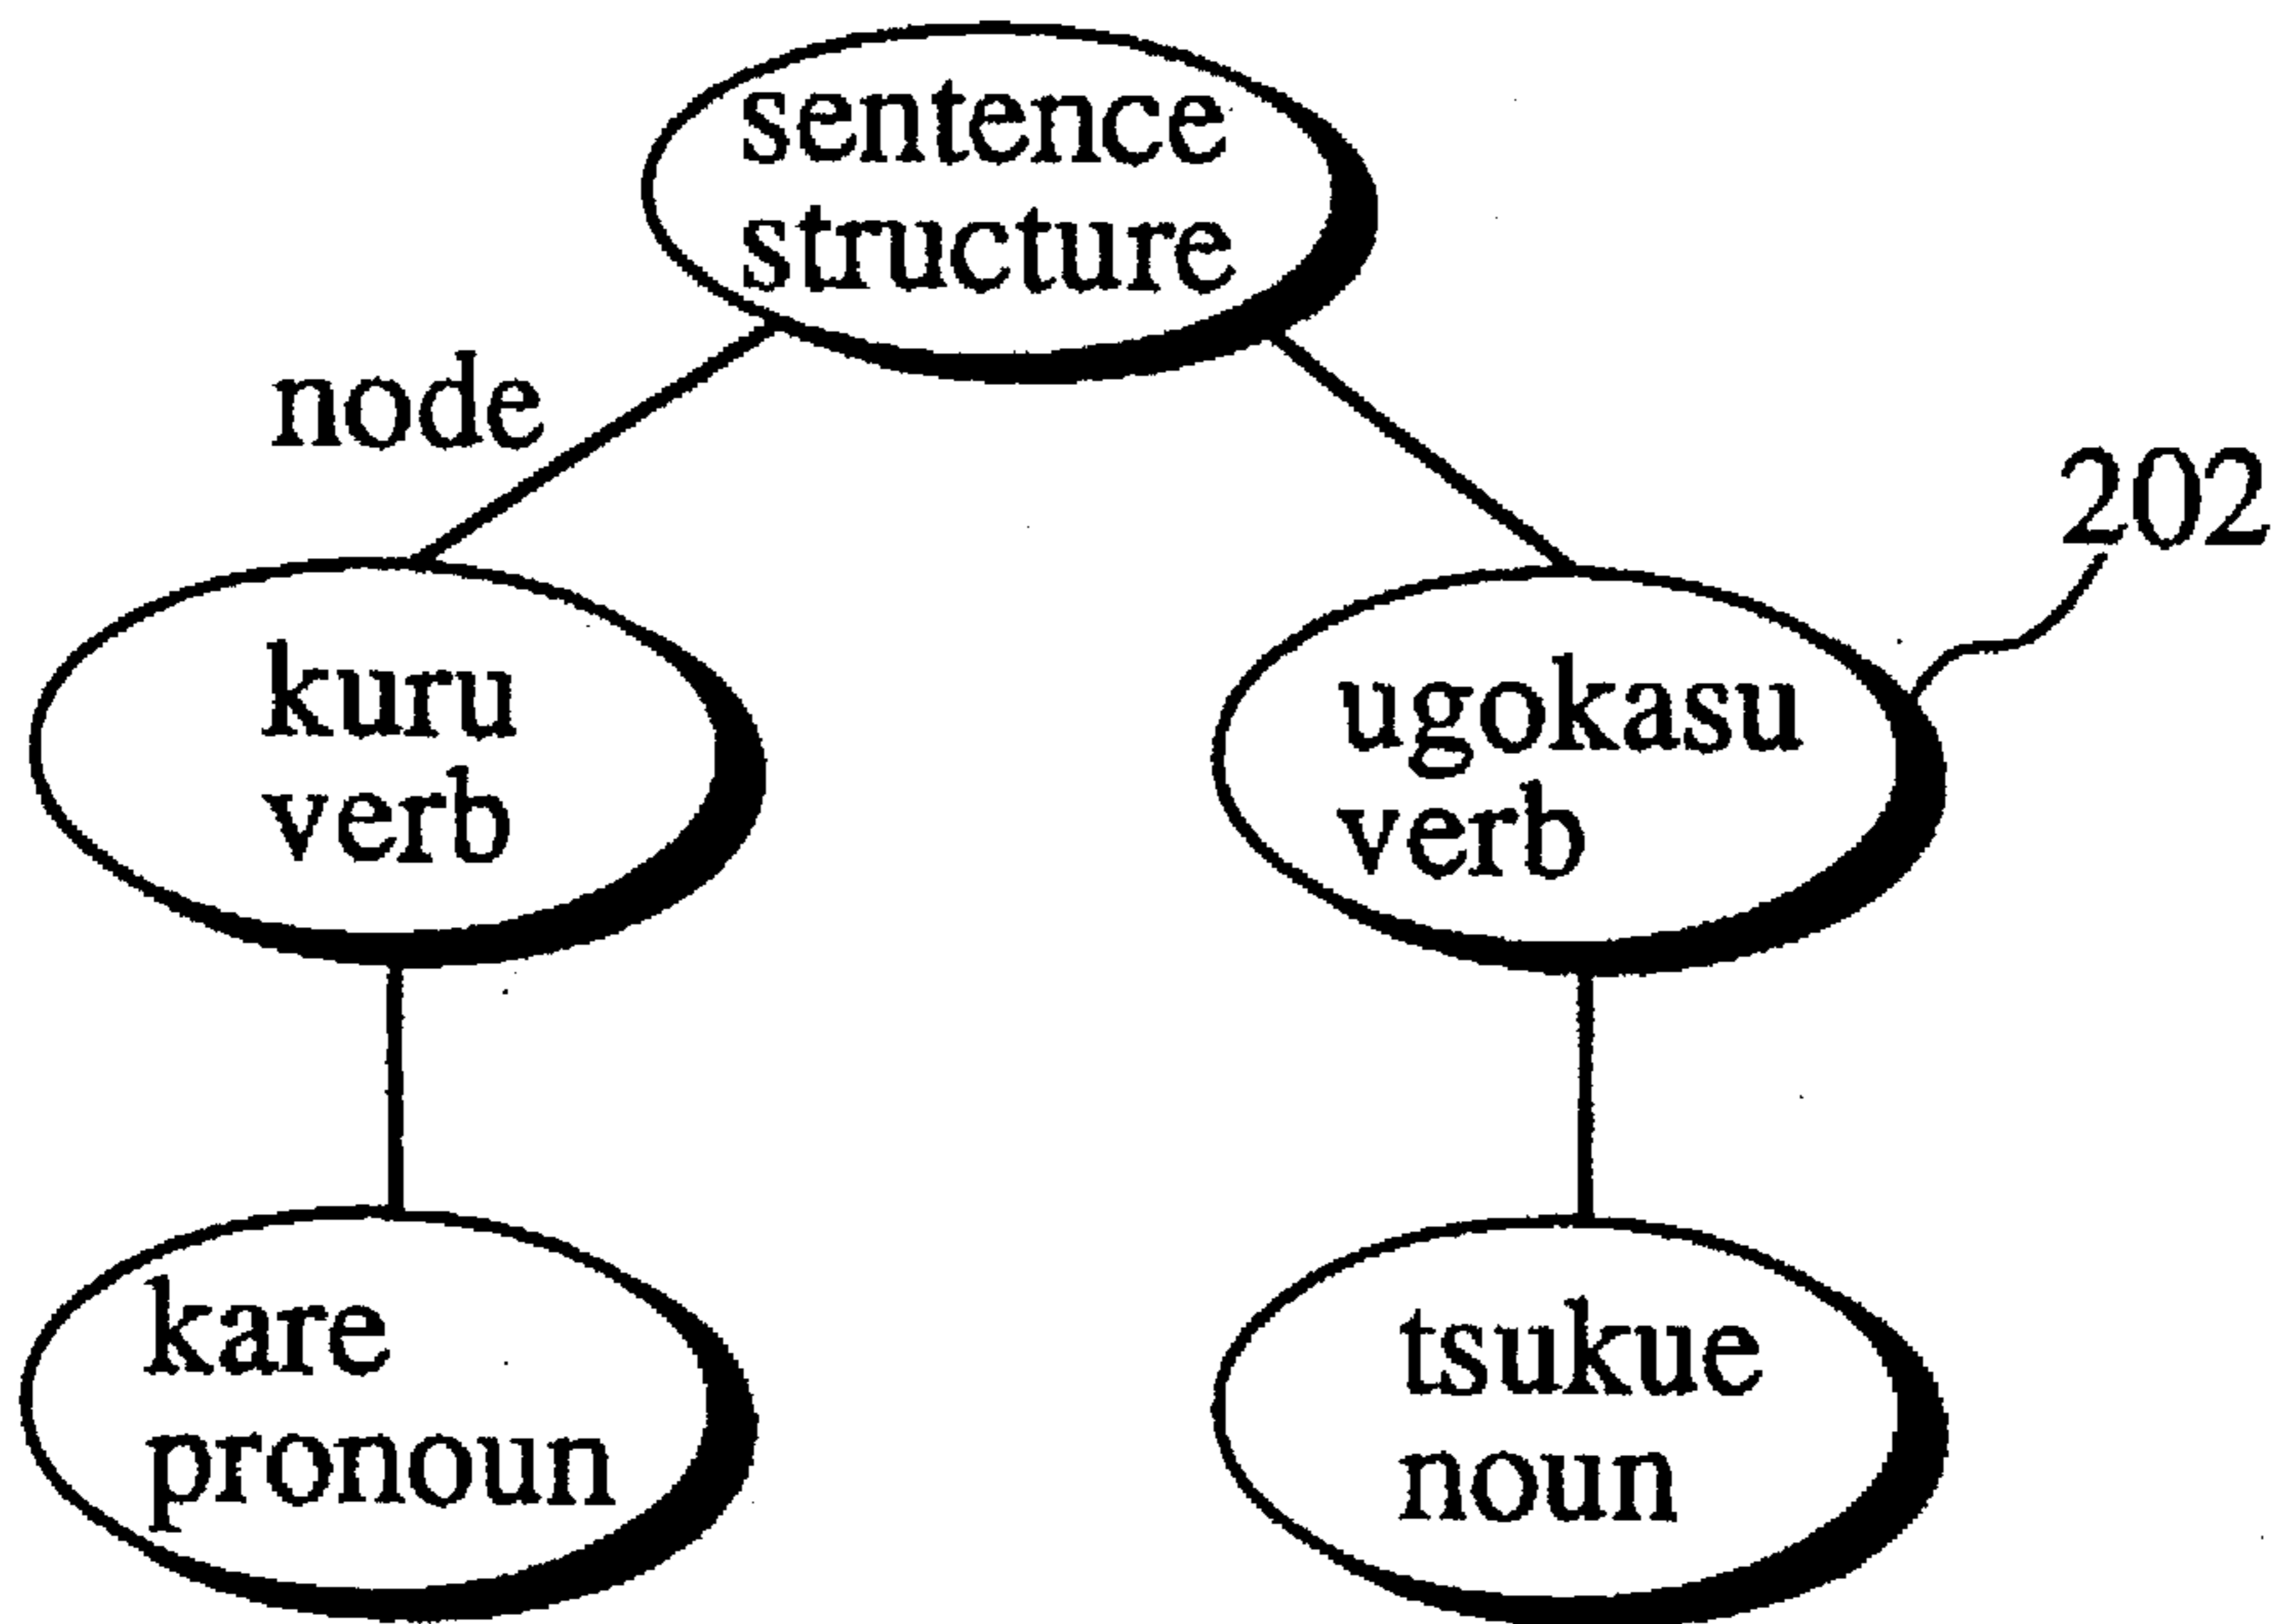 sentence
structure
node
202
kuru
verb
ugokasu
verb
kare
pronoun
tsukue
noun